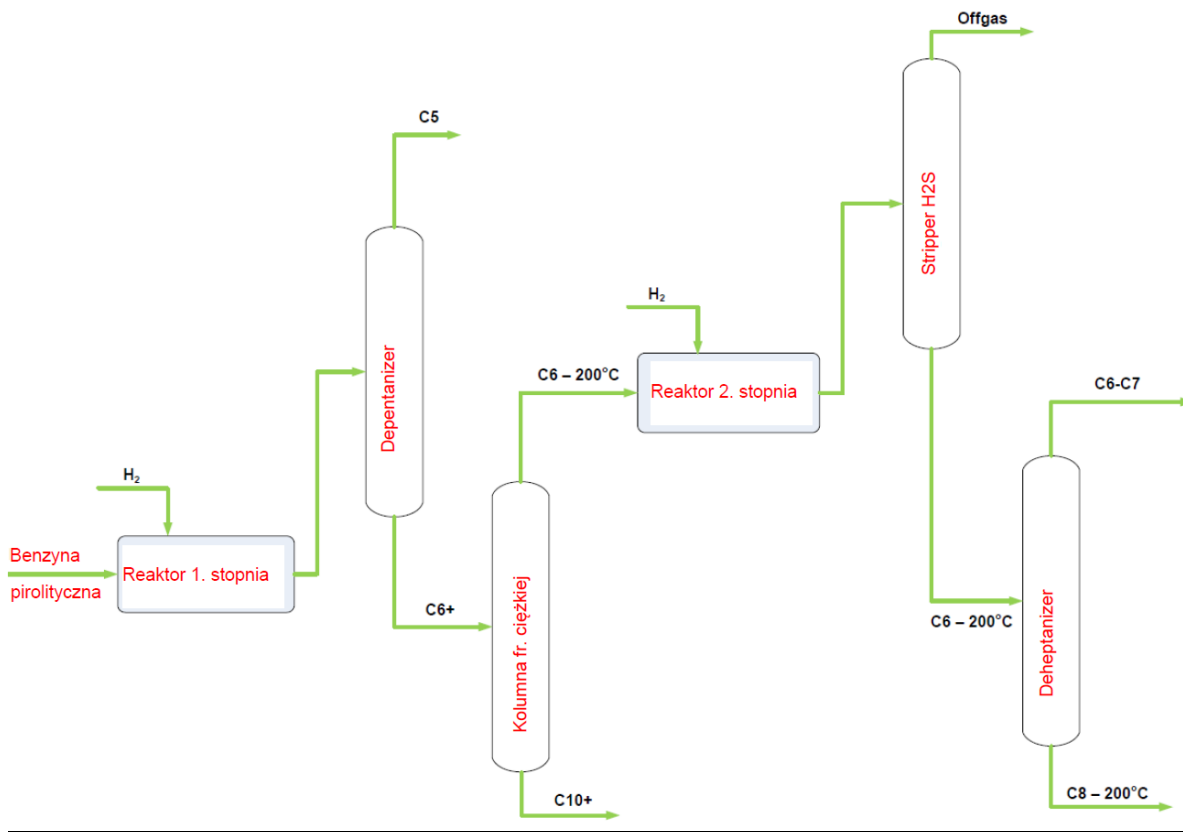 Offgas
C5
Stripper H2S
H₂
Depentanizer
C6 – 200°C
Reaktor 2. stopnia
C6-C7
H₂
Benzyna
pirolityczna
Reaktor 1. stopnia
C6+
Kolumna fr. ciężkiej
C6 – 200°C
Deheptanizer
C10+
C8 – 200°C